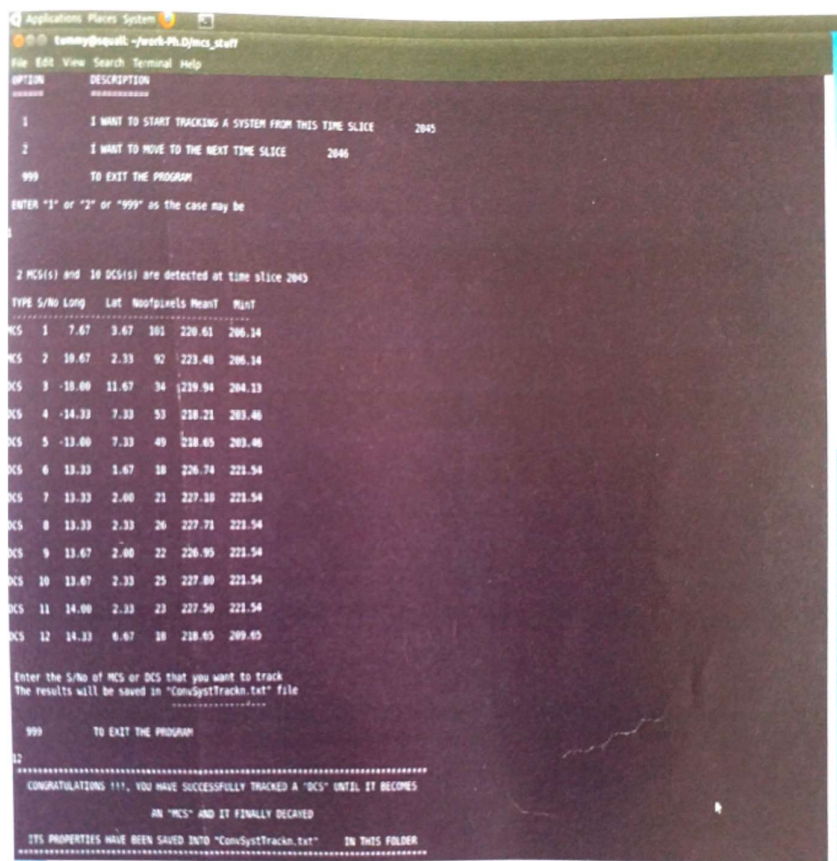 Applications Places System
tummy@squall: ~/work-Ph.D/mcs_stuff
File Edit View Search Terminal Help
OPTION DESCRIPTION
====== ===========
1 I WANT TO START TRACKING A SYSTEM FROM THIS TIME SLICE 2045
2 I WANT TO MOVE TO THE NEXT TIME SLICE 2046
999 TO EXIT THE PROGRAM
ENTER "1" or "2" or "999" as the case may be
1
2 MCS(s) and 10 DCS(s) are detected at time slice 2045
TYPE S/No Long Lat Noofpixels MeanT MinT
MCS 1 7.67 3.67 101 220.61 206.14
MCS 2 10.67 2.33 92 223.48 206.14
DCS 3 -18.00 11.67 34 219.94 204.13
DCS 4 -14.33 7.33 53 218.21 203.46
DCS 5 -13.00 7.33 49 218.65 203.46
DCS 6 13.33 1.67 18 226.74 221.54
DCS 7 13.33 2.00 21 227.18 221.54
DCS 8 13.33 2.33 26 227.71 221.54
DCS 9 13.67 2.00 22 226.95 221.54
DCS 10 13.67 2.33 25 227.80 221.54
DCS 11 14.00 2.33 23 227.50 221.54
DCS 12 14.33 6.67 18 218.65 209.65
Enter the S/No of MCS or DCS that you want to track
The results will be saved in "ConvSystTrackn.txt" file
999 TO EXIT THE PROGRAM
12
CONGRATULATIONS !!!, YOU HAVE SUCCESSFULLY TRACKED A "DCS" UNTIL IT BECOMES
AN "MCS" AND IT FINALLY DECAYED
ITS PROPERTIES HAVE BEEN SAVED INTO "ConvSystTrackn.txt" IN THIS FOLDER